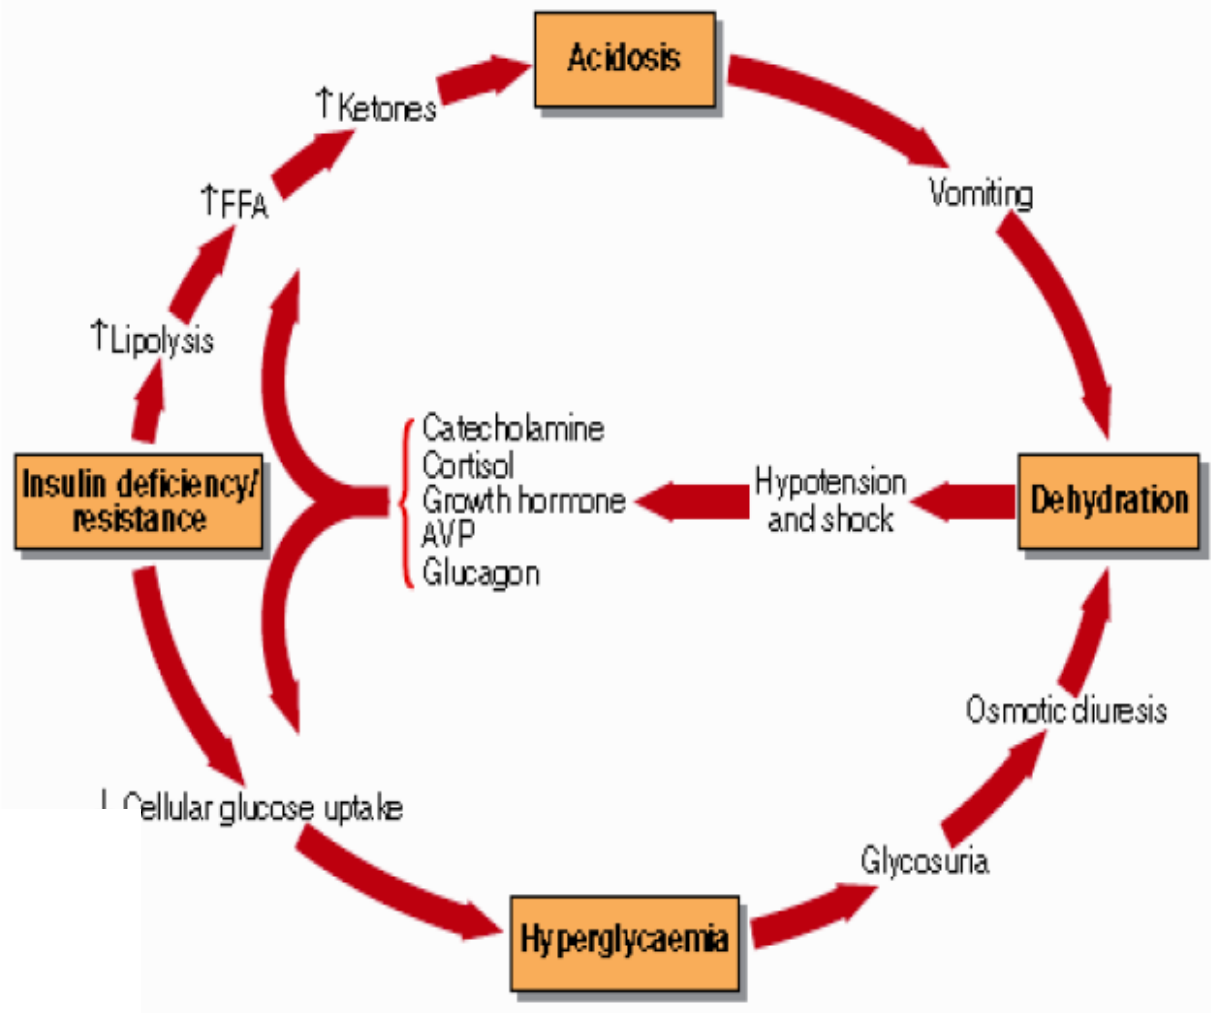 Acidosis
↑Ketones
Vomiting
↑FFA
↑Lipolysis
Catecholamine
Cortisol
Growth hormone
AVP
Glucagon
Hypotension
and shock
Insulin deficiency/
resistance
Dehydration
Osmotic diuresis
Cellular glucose uptake
Glycosuria
Hyperglycaemia